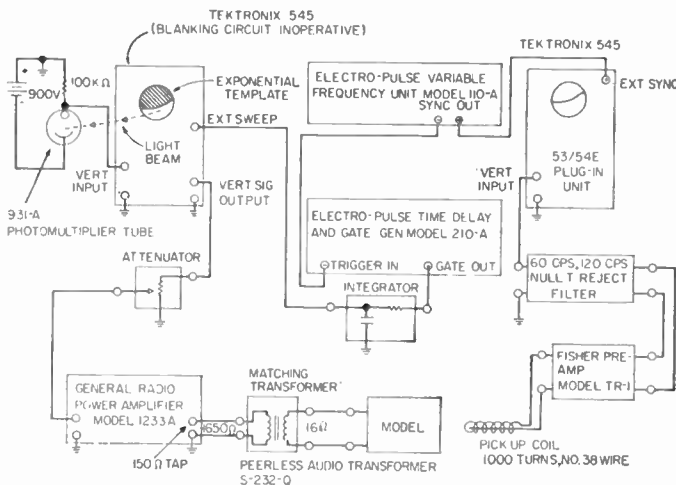 TEKTRONIX 545
(BLANKING CIRCUIT INOPERATIVE)
100KΩ
900V
EXPONENTIAL
TEMPLATE
LIGHT
BEAM
EXT SWEEP
VERT
INPUT
VERT SIG
OUTPUT
931-A
PHOTOMULTIPLIER TUBE
ELECTRO-PULSE VARIABLE
FREQUENCY UNIT MODEL 110-A
SYNC OUT
TEKTRONIX 545
EXT SYNC
53/54E
PLUG-IN
UNIT
VERT
INPUT
ELECTRO-PULSE TIME DELAY
AND GATE GEN MODEL 210-A
TRIGGER IN
GATE OUT
ATTENUATOR
INTEGRATOR
60 CPS, 120 CPS
NULL T REJECT
FILTER
GENERAL RADIO
POWER AMPLIFIER
MODEL 1233A
150Ω TAP
1650Ω
MATCHING
TRANSFORMER
16Ω
MODEL
PEERLESS AUDIO TRANSFORMER
S-232-Q
FISHER PRE-
AMP
MODEL TR-1
PICK UP COIL
1000 TURNS, NO. 38 WIRE